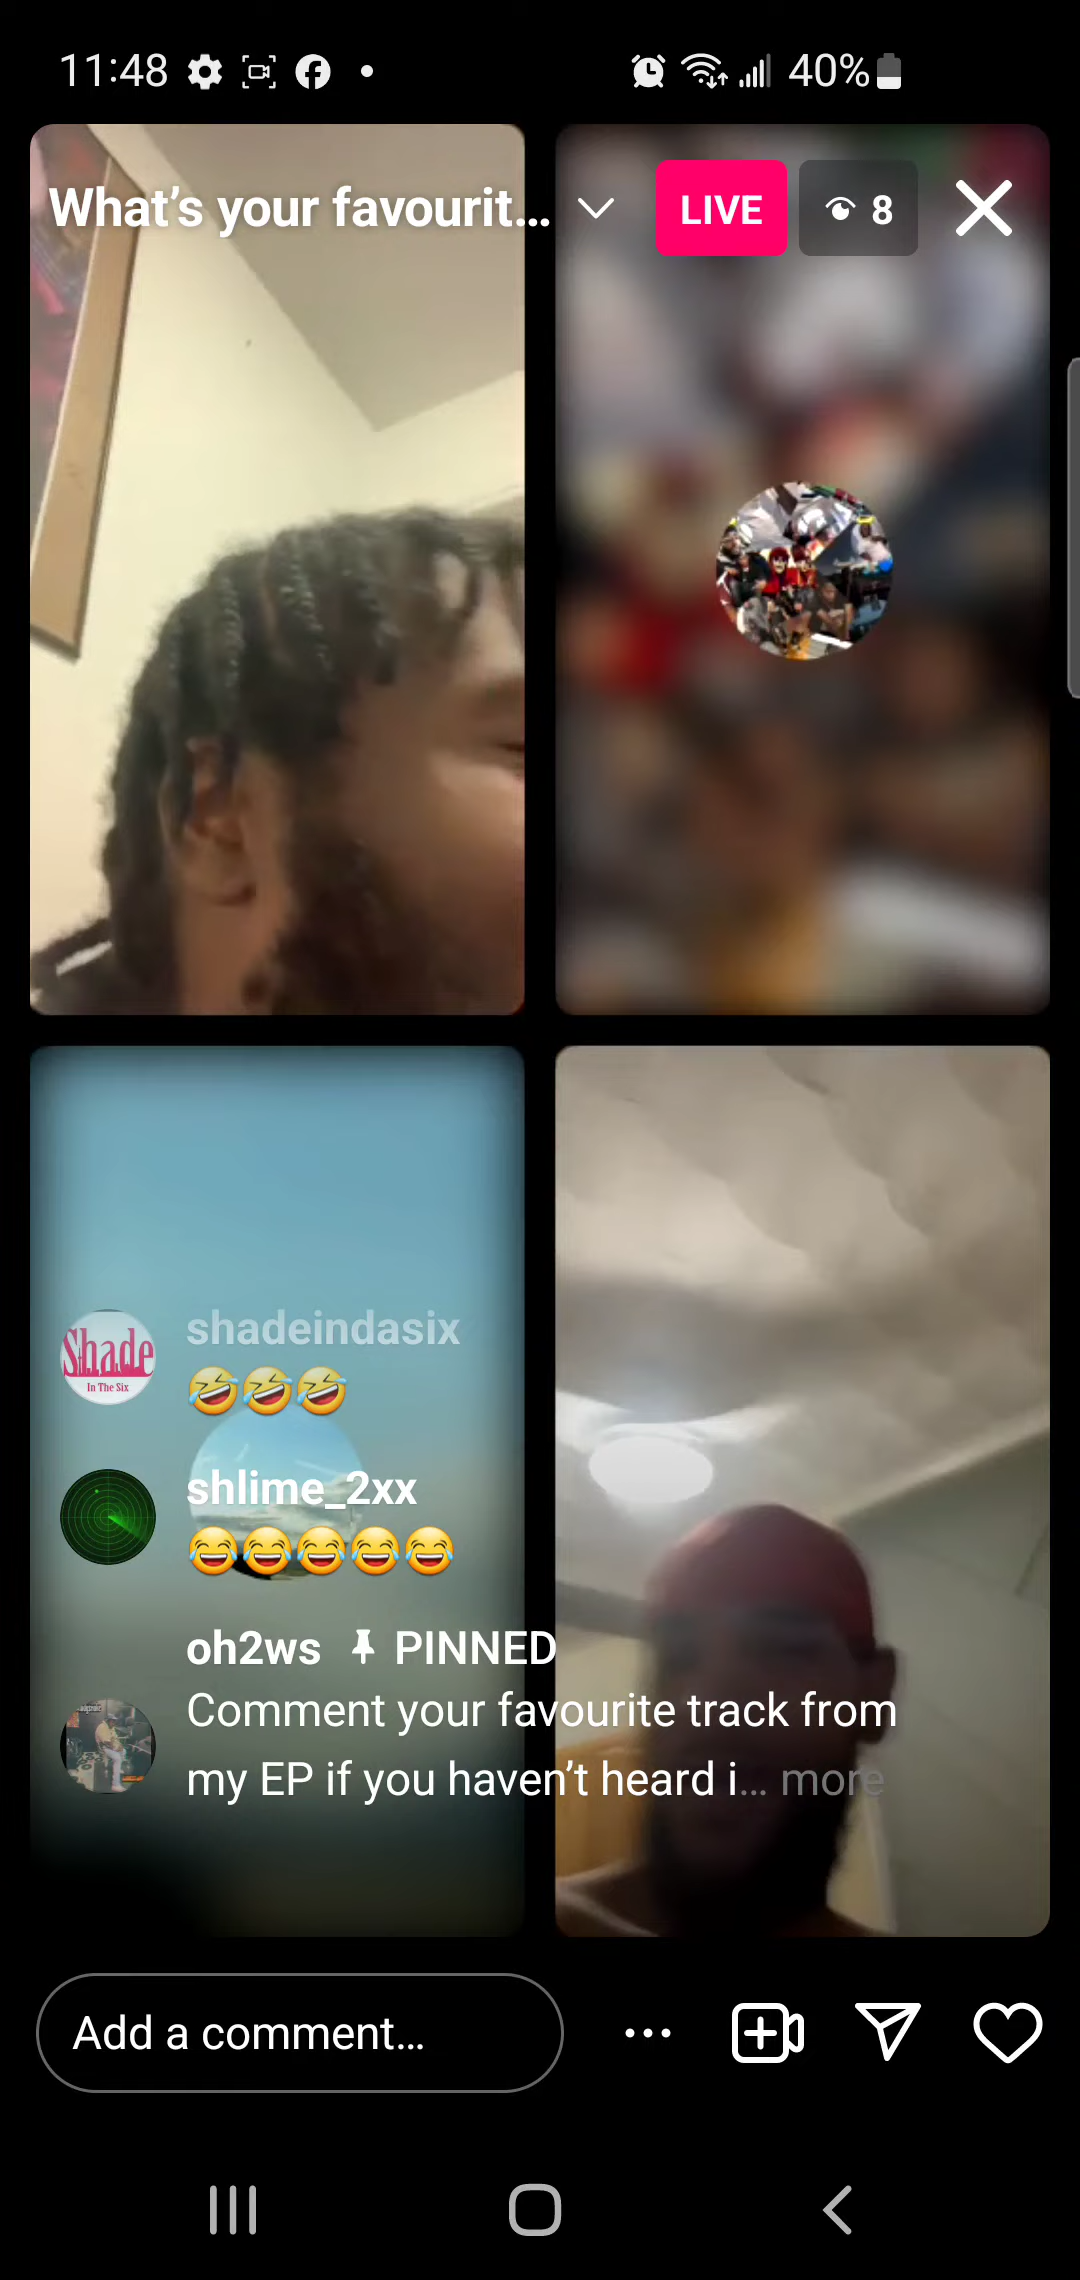 11:48
40%
What's your favourit...
LIVE
8
shadeindasix
🤣🤣🤣
Shade
In The Six
shlime_2xx
😂😂😂😂😂
oh2ws PINNED
Comment your favourite track from
my EP if you haven't heard i... more
Add a comment...